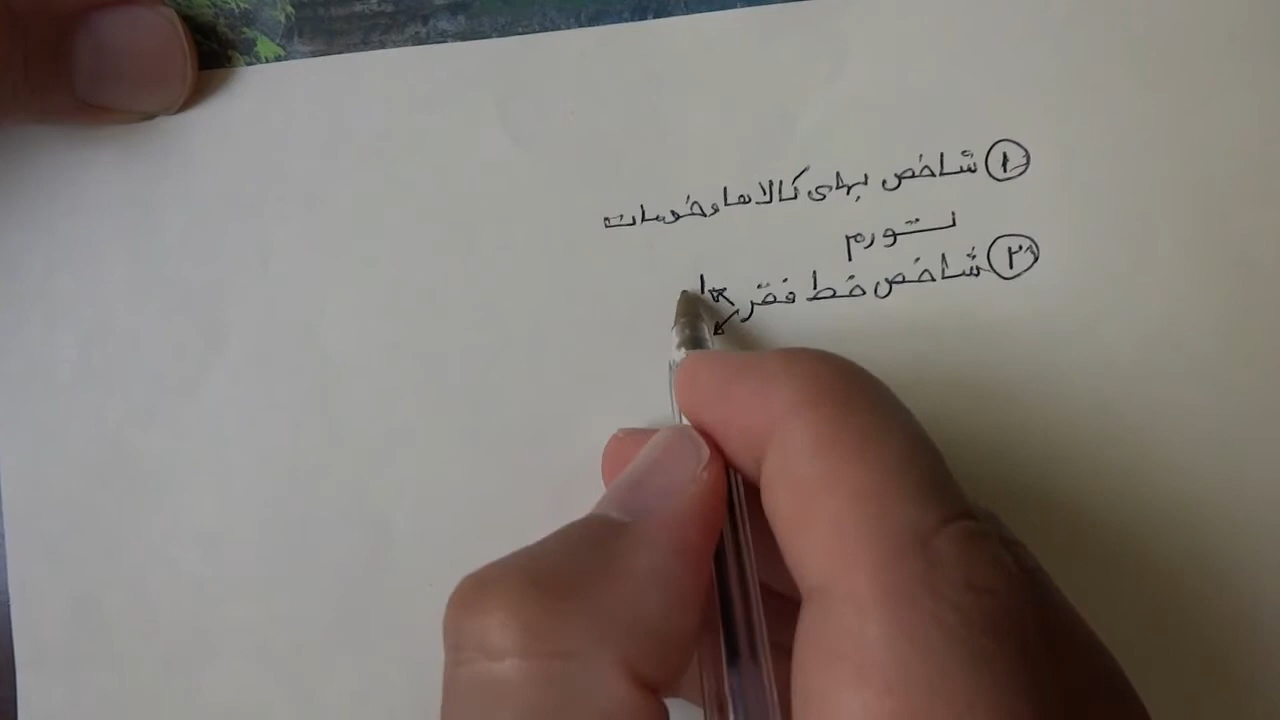 ۱ شاخص بهای کالاها و خدمات
تورم
۲ شاخص خط فقر